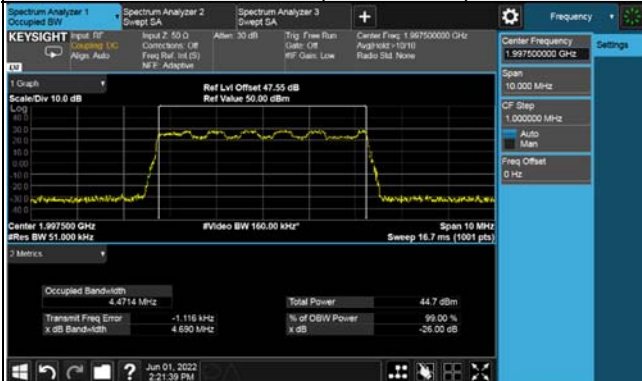 Spectrum Analyzer 1
Occupied BW
Spectrum Analyzer 2
Swept SA
Spectrum Analyzer 3
Swept SA
+
Frequency
KEYSIGHT
Input: RF
Coupling: DC
Align: Auto
Input Z: 50 Ω
Corrections: Off
Freq Ref: Int (S)
NFE: Adaptive
Atten: 30 dB
Trig: Free Run
Gate: Off
#IF Gain: Low
Center Freq: 1.997500000 GHz
Avg|Hold:>10/10
Radio Std: None
LXI
Center Frequency
1.997500000 GHz
Settings
Span
10.000 MHz
CF Step
1.000000 MHz
Auto
Man
Freq Offset
0 Hz
1 Graph
Scale/Div 10.0 dB
Ref Lvl Offset 47.55 dB
Ref Value 50.00 dBm
Log
40.0
30.0
20.0
10.0
0.00
-10.0
-20.0
-30.0
-40.0
Center 1.997500 GHz
#Res BW 51.000 kHz
#Video BW 160.00 kHz*
Span 10 MHz
Sweep 16.7 ms (1001 pts)
2 Metrics
Occupied Bandwidth
4.4714 MHz
Total Power 44.7 dBm
Transmit Freq Error -1.116 kHz
% of OBW Power 99.00 %
x dB Bandwidth 4.690 MHz
x dB -26.00 dB
?
Jun 01, 2022
2:21:39 PM